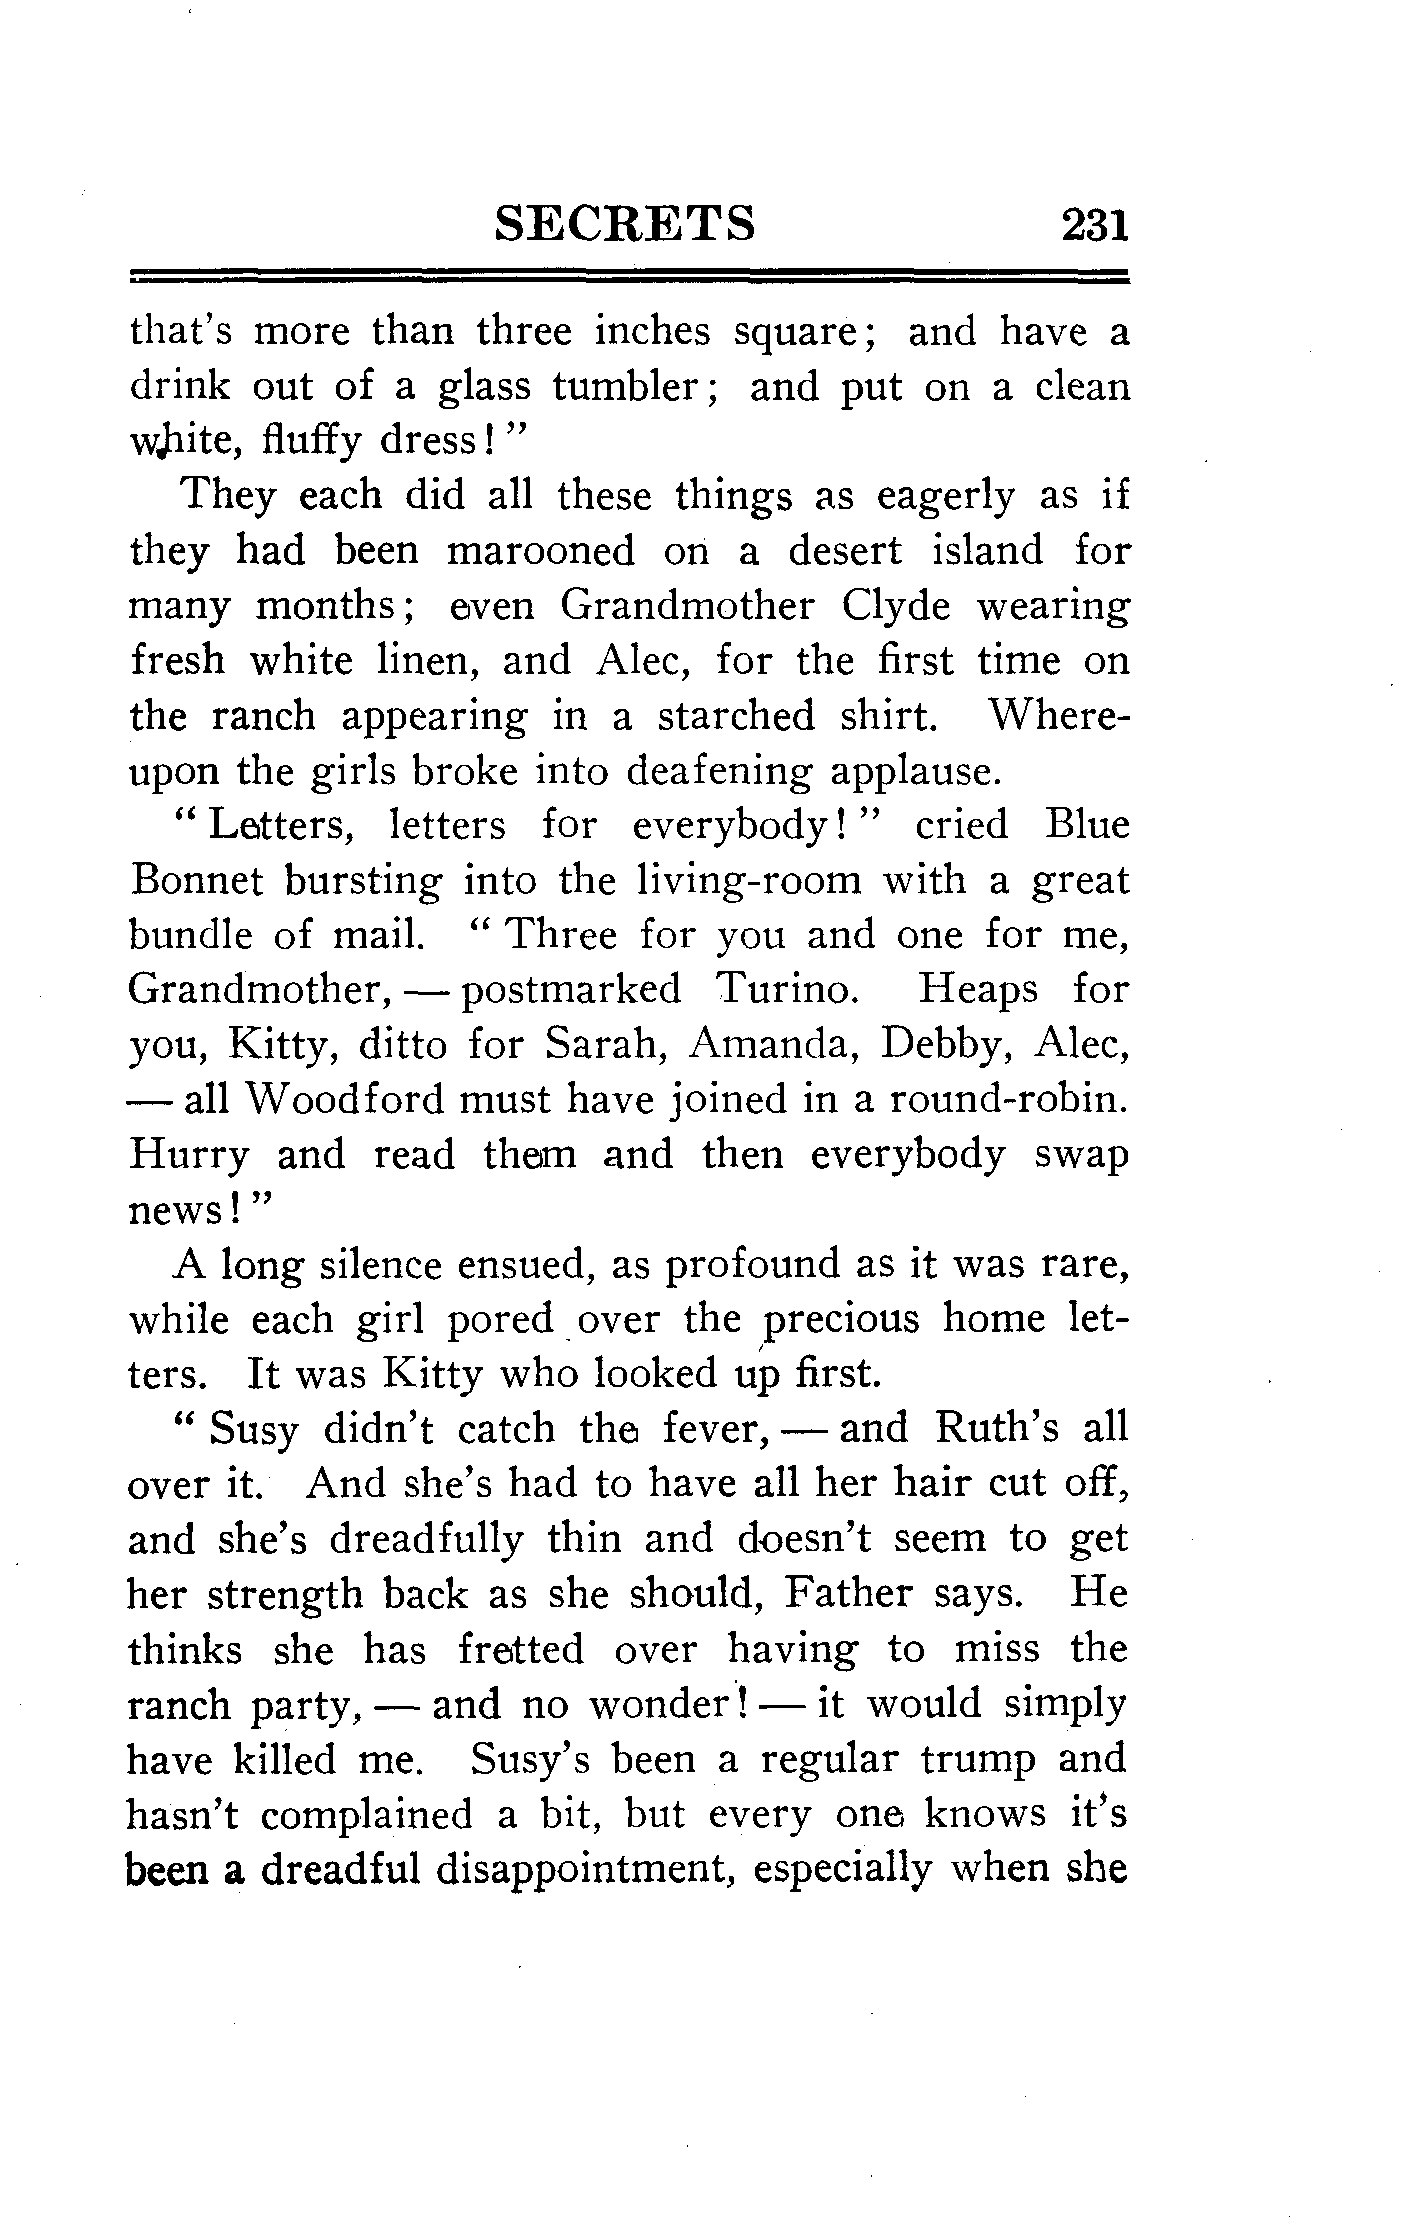 SECRETS 231
that's more than three inches square; and have a
drink out of a glass tumbler; and put on a clean
white, fluffy dress!"
They each did all these things as eagerly as if
they had been marooned on a desert island for
many months; even Grandmother Clyde wearing
fresh white linen, and Alec, for the first time on
the ranch appearing in a starched shirt. Where-
upon the girls broke into deafening applause.
"Letters, letters for everybody!" cried Blue
Bonnet bursting into the living-room with a great
bundle of mail. "Three for you and one for me,
Grandmother, — postmarked Turino. Heaps for
you, Kitty, ditto for Sarah, Amanda, Debby, Alec,
— all Woodford must have joined in a round-robin.
Hurry and read them and then everybody swap
news!"
A long silence ensued, as profound as it was rare,
while each girl pored over the precious home let-
ters. It was Kitty who looked up first.
"Susy didn't catch the fever, — and Ruth's all
over it. And she's had to have all her hair cut off,
and she's dreadfully thin and doesn't seem to get
her strength back as she should, Father says. He
thinks she has fretted over having to miss the
ranch party, — and no wonder! — it would simply
have killed me. Susy's been a regular trump and
hasn't complained a bit, but every one knows it's
been a dreadful disappointment, especially when she